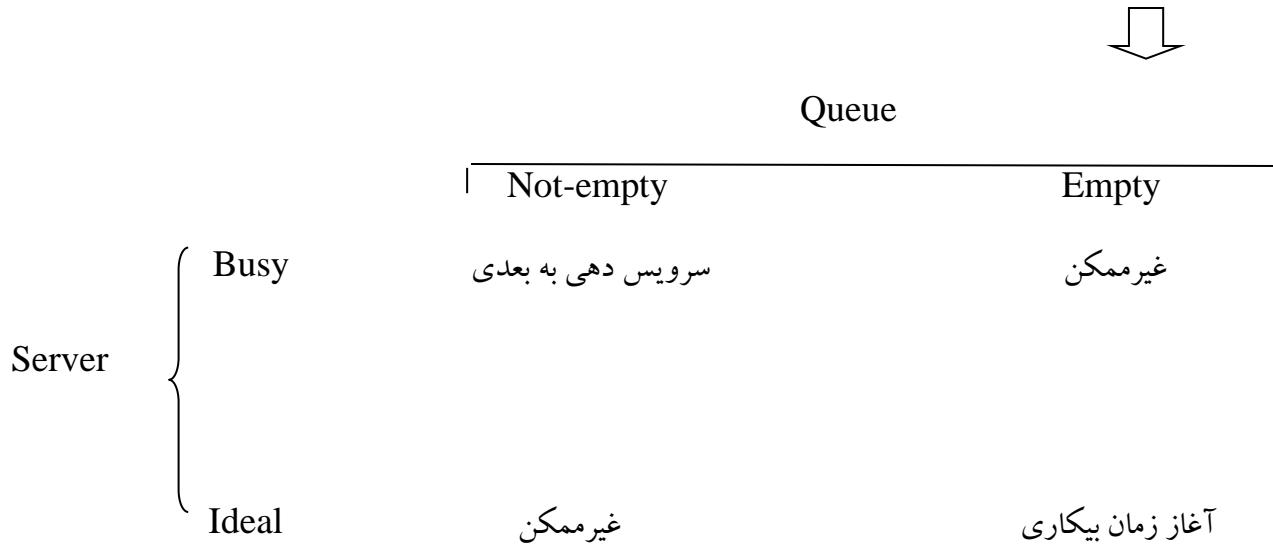 Queue
Not-empty Empty
Busy سرویس دهی به بعدی غیرممکن
Server
Ideal غیرممکن آغاز زمان بیکاری